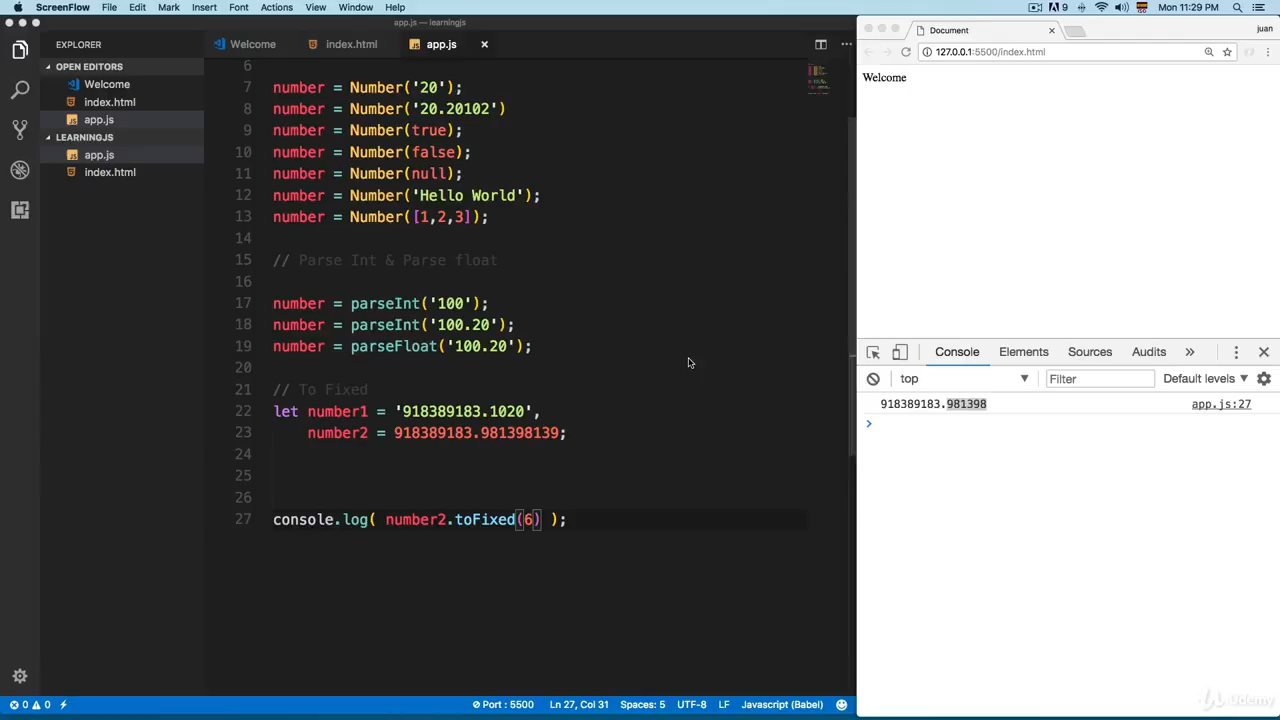 ScreenFlow File Edit Mark Insert Font Actions View Window Help
9 Mon 11:29 PM
app.js — learningjs
EXPLORER
OPEN EDITORS
Welcome
index.html
app.js
LEARNINGJS
app.js
index.html
Welcome index.html app.js
6
7 number = Number('20');
8 number = Number('20.20102')
9 number = Number(true);
10 number = Number(false);
11 number = Number(null);
12 number = Number('Hello World');
13 number = Number([1,2,3]);
14
15 // Parse Int & Parse float
16
17 number = parseInt('100');
18 number = parseInt('100.20');
19 number = parseFloat('100.20');
20
21 // To Fixed
22 let number1 = '918389183.1020',
23 number2 = 918389183.981398139;
24
25
26
27 console.log( number2.toFixed(6) );
0 0
Port : 5500 Ln 27, Col 31 Spaces: 5 UTF-8 LF Javascript (Babel)
Document
juan
127.0.0.1:5500/index.html
Welcome
Console Elements Sources Audits »
top Filter Default levels
918389183.981398 app.js:27
Udemy